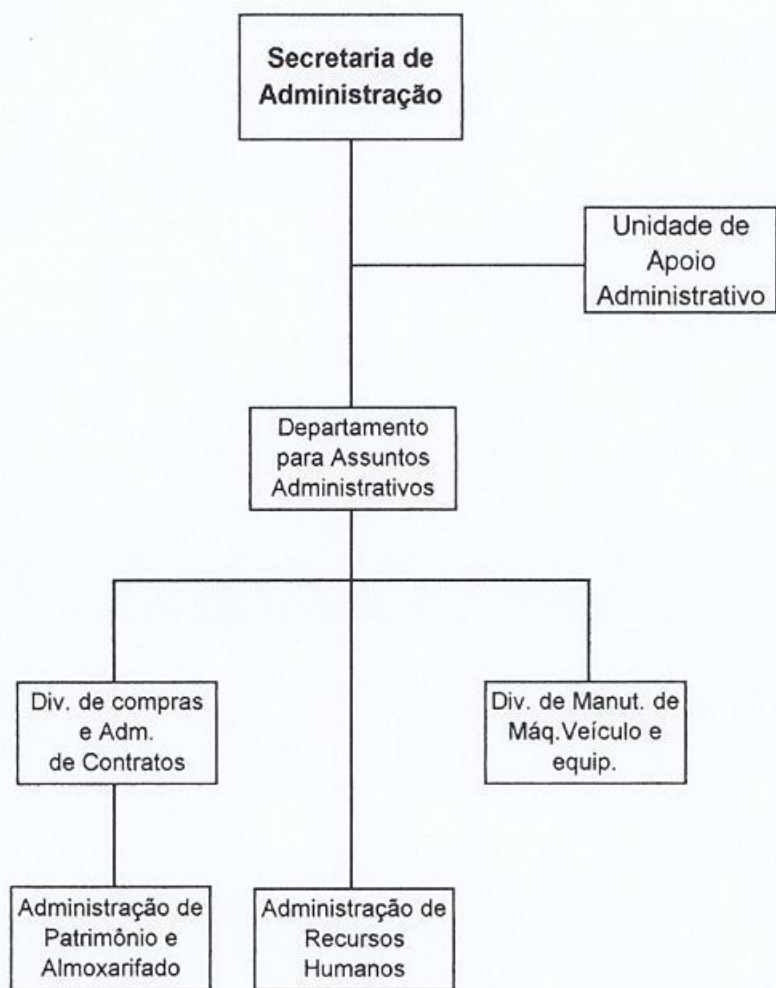 Secretaria de
Administração
Unidade de
Apoio
Administrativo
Departamento
para Assuntos
Administrativos
Div. de compras
e Adm.
de Contratos
Div. de Manut. de
Máq.Veículo e
equip.
Administração de
Patrimônio e
Almoxarifado
Administração de
Recursos
Humanos